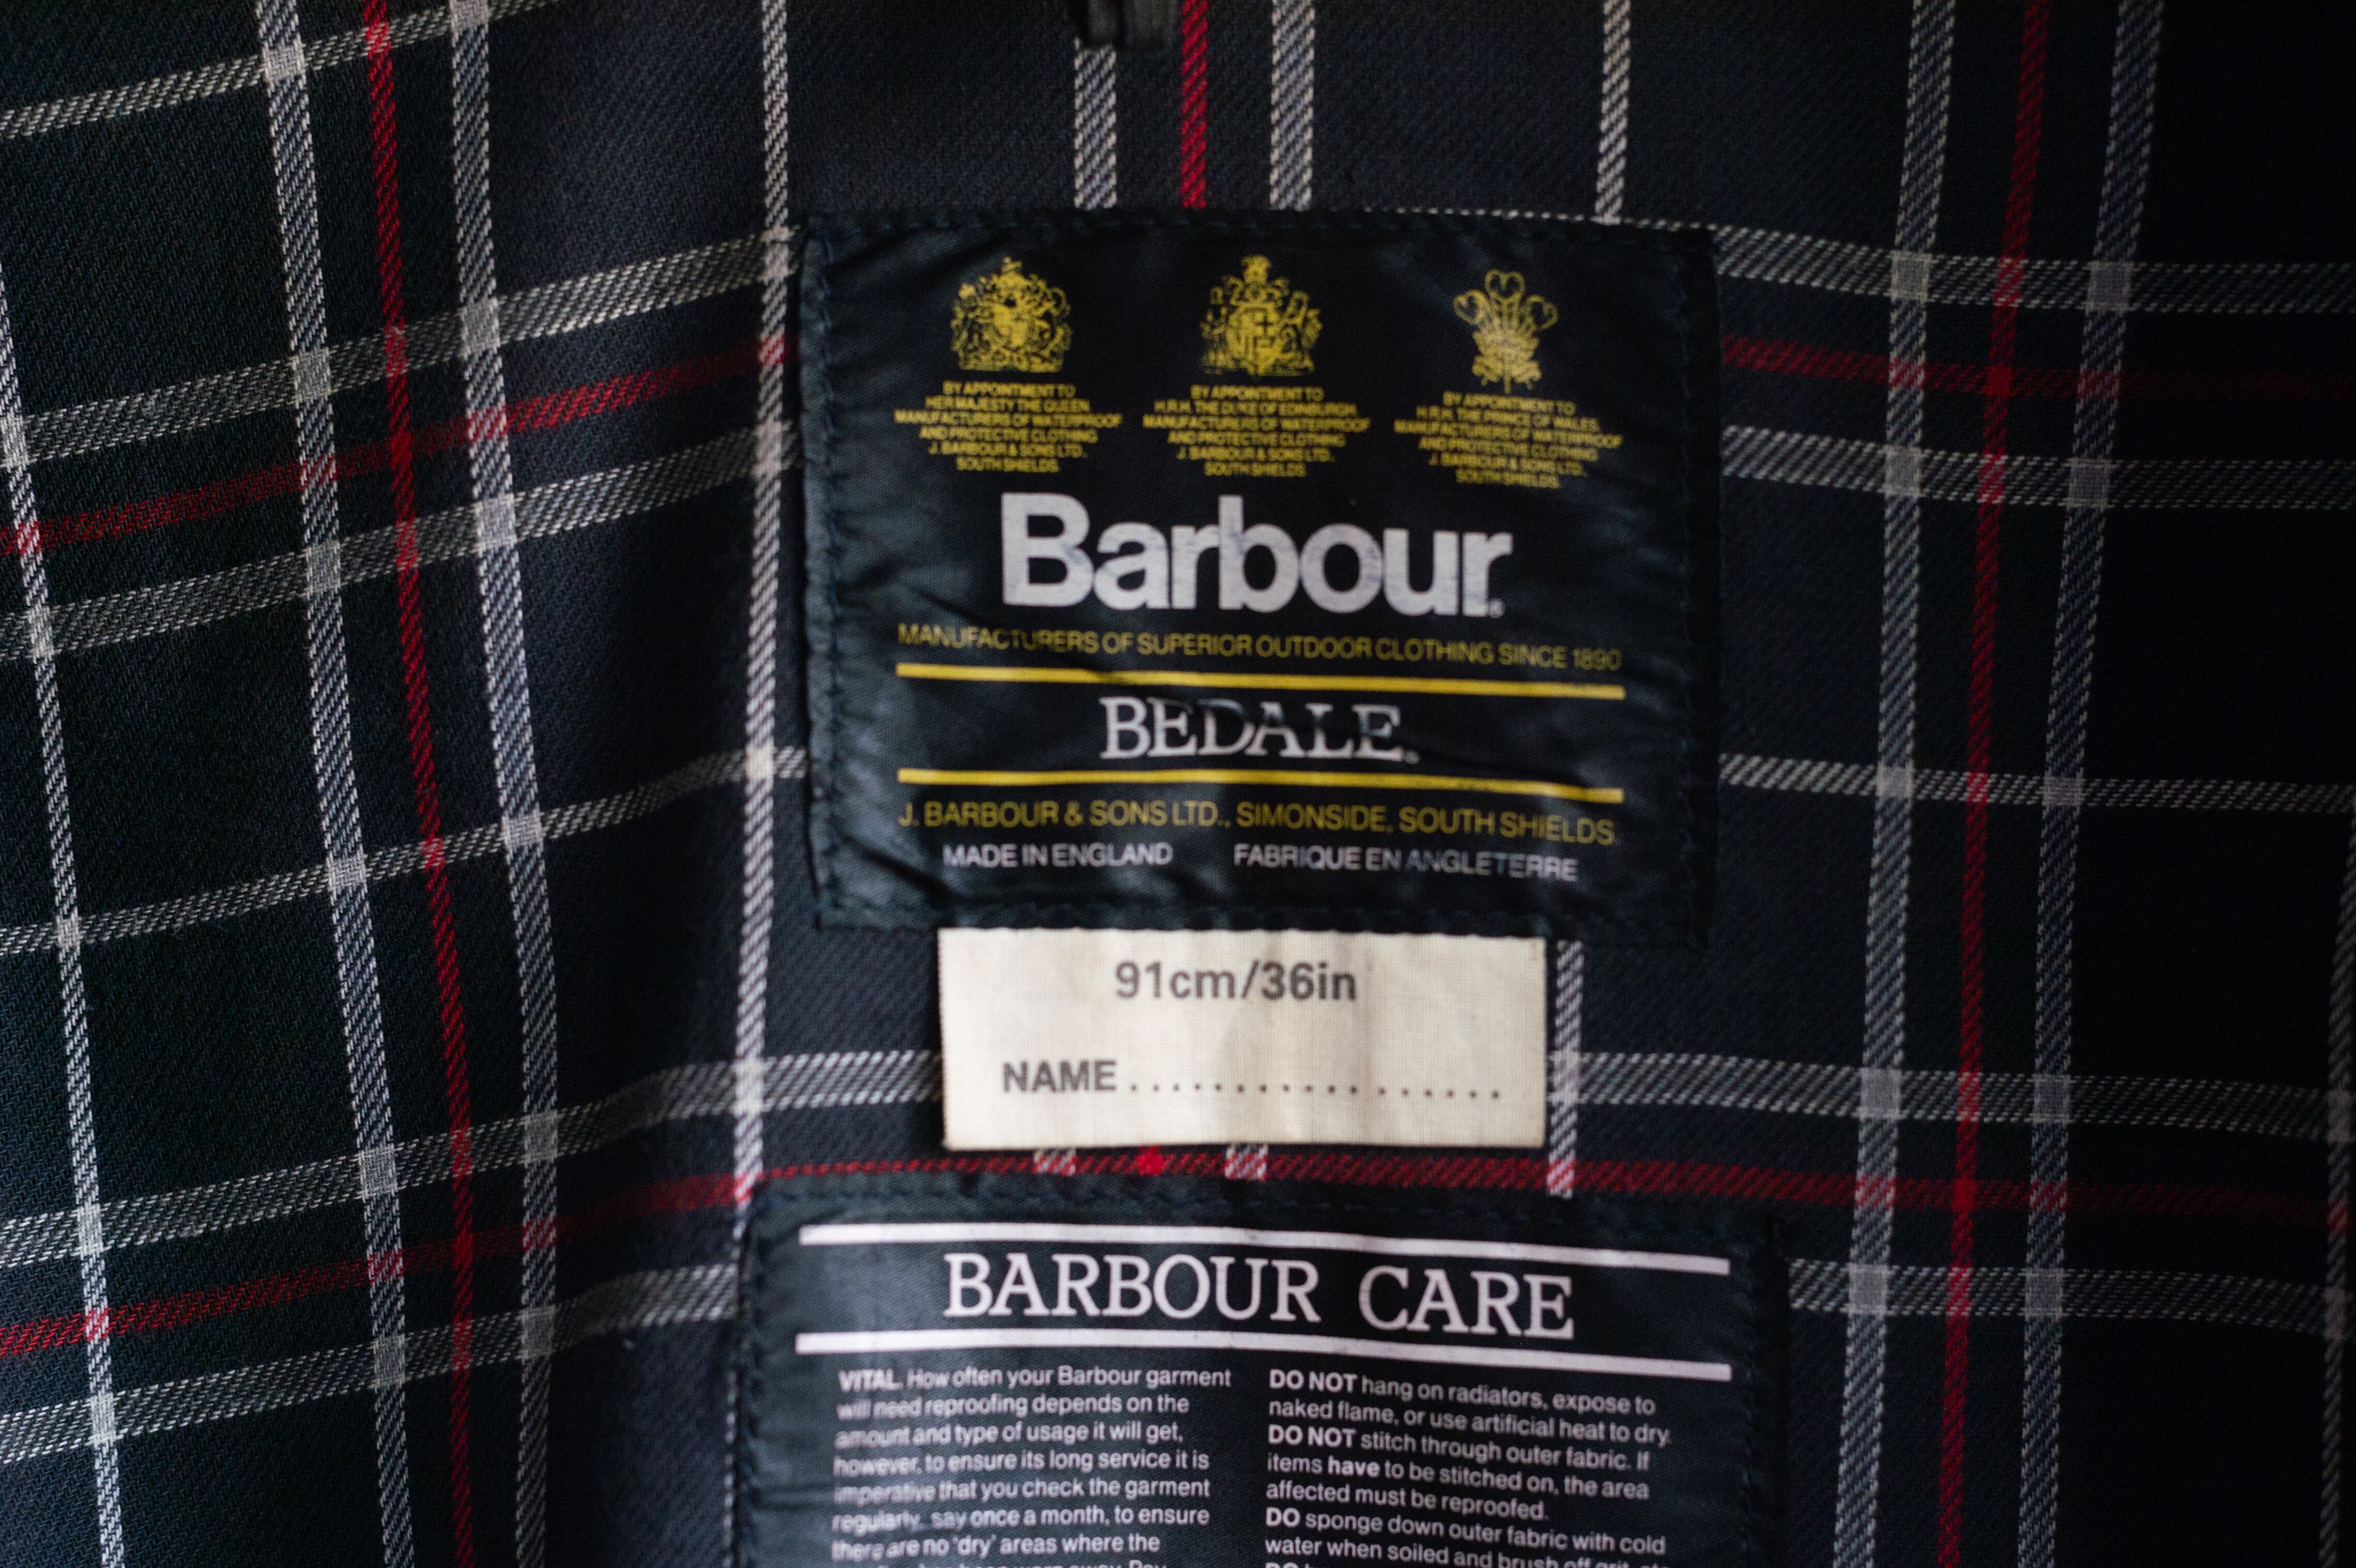 BY APPOINTMENT TO
HER MAJESTY THE QUEEN,
MANUFACTURERS OF WATERPROOF
AND PROTECTIVE CLOTHING
J. BARBOUR & SONS LTD.,
SOUTH SHIELDS.
BY APPOINTMENT TO
H.R.H. THE DUKE OF EDINBURGH,
MANUFACTURERS OF WATERPROOF
AND PROTECTIVE CLOTHING
J. BARBOUR & SONS LTD.,
SOUTH SHIELDS.
BY APPOINTMENT TO
H.R.H. THE PRINCE OF WALES,
MANUFACTURERS OF WATERPROOF
AND PROTECTIVE CLOTHING
J. BARBOUR & SONS LTD.,
SOUTH SHIELDS.
Barbour®
MANUFACTURERS OF SUPERIOR OUTDOOR CLOTHING SINCE 1890
BEDALE®
J. BARBOUR & SONS LTD., SIMONSIDE, SOUTH SHIELDS.
MADE IN ENGLAND FABRIQUE EN ANGLETERRE
91cm/36in
NAME ..................
BARBOUR CARE
VITAL. How often your Barbour garment
will need reproofing depends on the
amount and type of usage it will get,
however, to ensure its long service it is
imperative that you check the garment
regularly, say once a month, to ensure
there are no 'dry' areas where the
DO NOT hang on radiators, expose to
naked flame, or use artificial heat to dry.
DO NOT stitch through outer fabric. If
items have to be stitched on, the area
affected must be reproofed.
DO sponge down outer fabric with cold
water when soiled and brush off grit